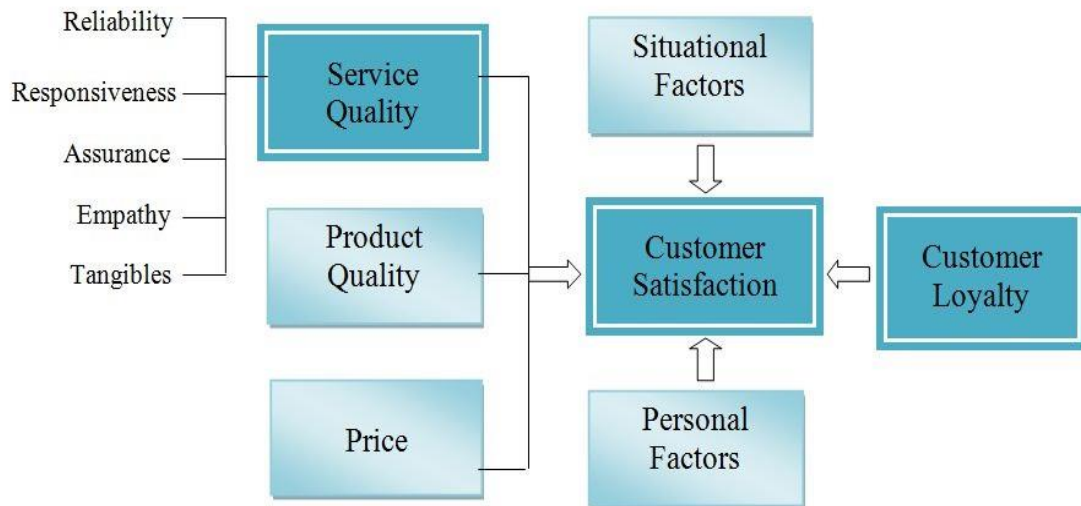 Reliability
Responsiveness
Assurance
Empathy
Tangibles
Service
Quality
Product
Quality
Price
Situational
Factors
Customer
Satisfaction
Personal
Factors
Customer
Loyalty